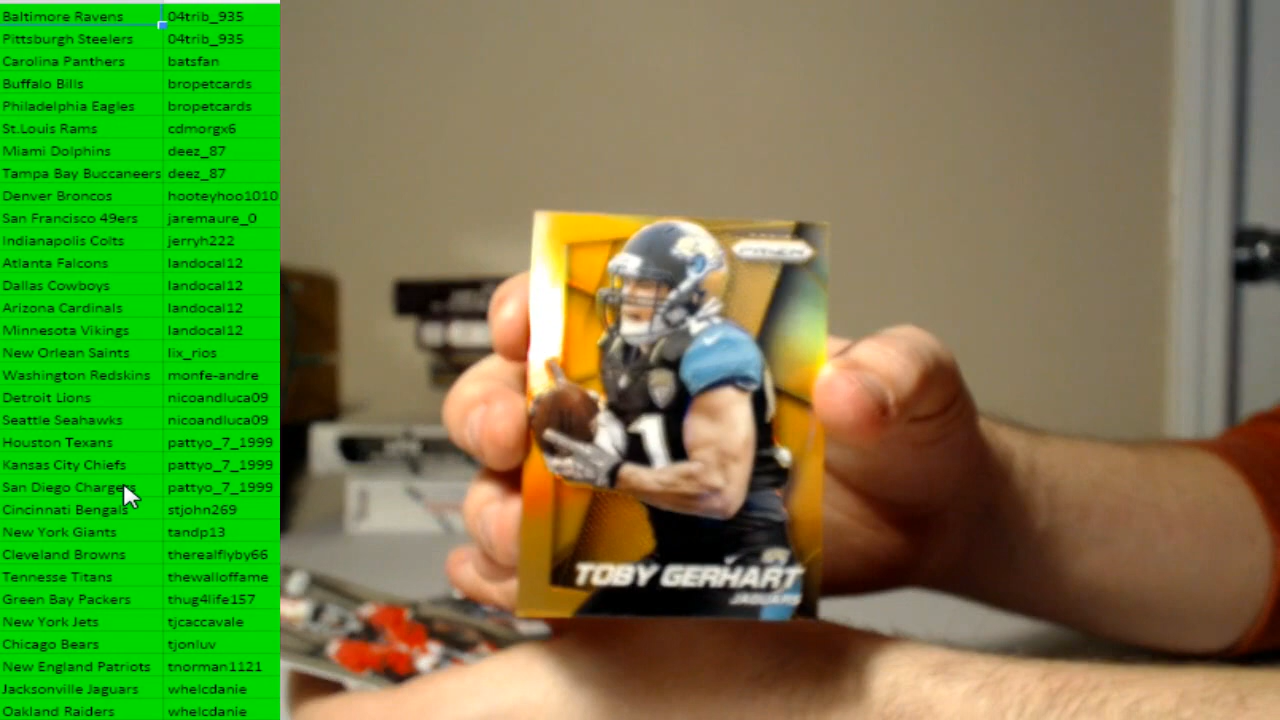 Baltimore Ravens 04trib_935
Pittsburgh Steelers 04trib_935
Carolina Panthers batsfan
Buffalo Bills bropetcards
Philadelphia Eagles bropetcards
St.Louis Rams cdmorgx6
Miami Dolphins deez_87
Tampa Bay Buccaneers deez_87
Denver Broncos hooteyhoo1010
San Francisco 49ers jaremaure_0
Indianapolis Colts jerryh222
Atlanta Falcons landocal12
Dallas Cowboys landocal12
Arizona Cardinals landocal12
Minnesota Vikings landocal12
New Orlean Saints lix_rios
Washington Redskins monfe-andre
Detroit Lions nicoandluca09
Seattle Seahawks nicoandluca09
Houston Texans pattyo_7_1999
Kansas City Chiefs pattyo_7_1999
San Diego Chargers pattyo_7_1999
Cincinnati Bengals stjohn269
New York Giants tandp13
Cleveland Browns therealflyby66
Tennesse Titans thewalloffame
Green Bay Packers thug4life157
New York Jets tjcaccavale
Chicago Bears tjonluv
New England Patriots tnorman1121
Jacksonville Jaguars whelcdanie
Oakland Raiders whelcdanie
PRIZM
1
TOBY GERHART
JAGUARS